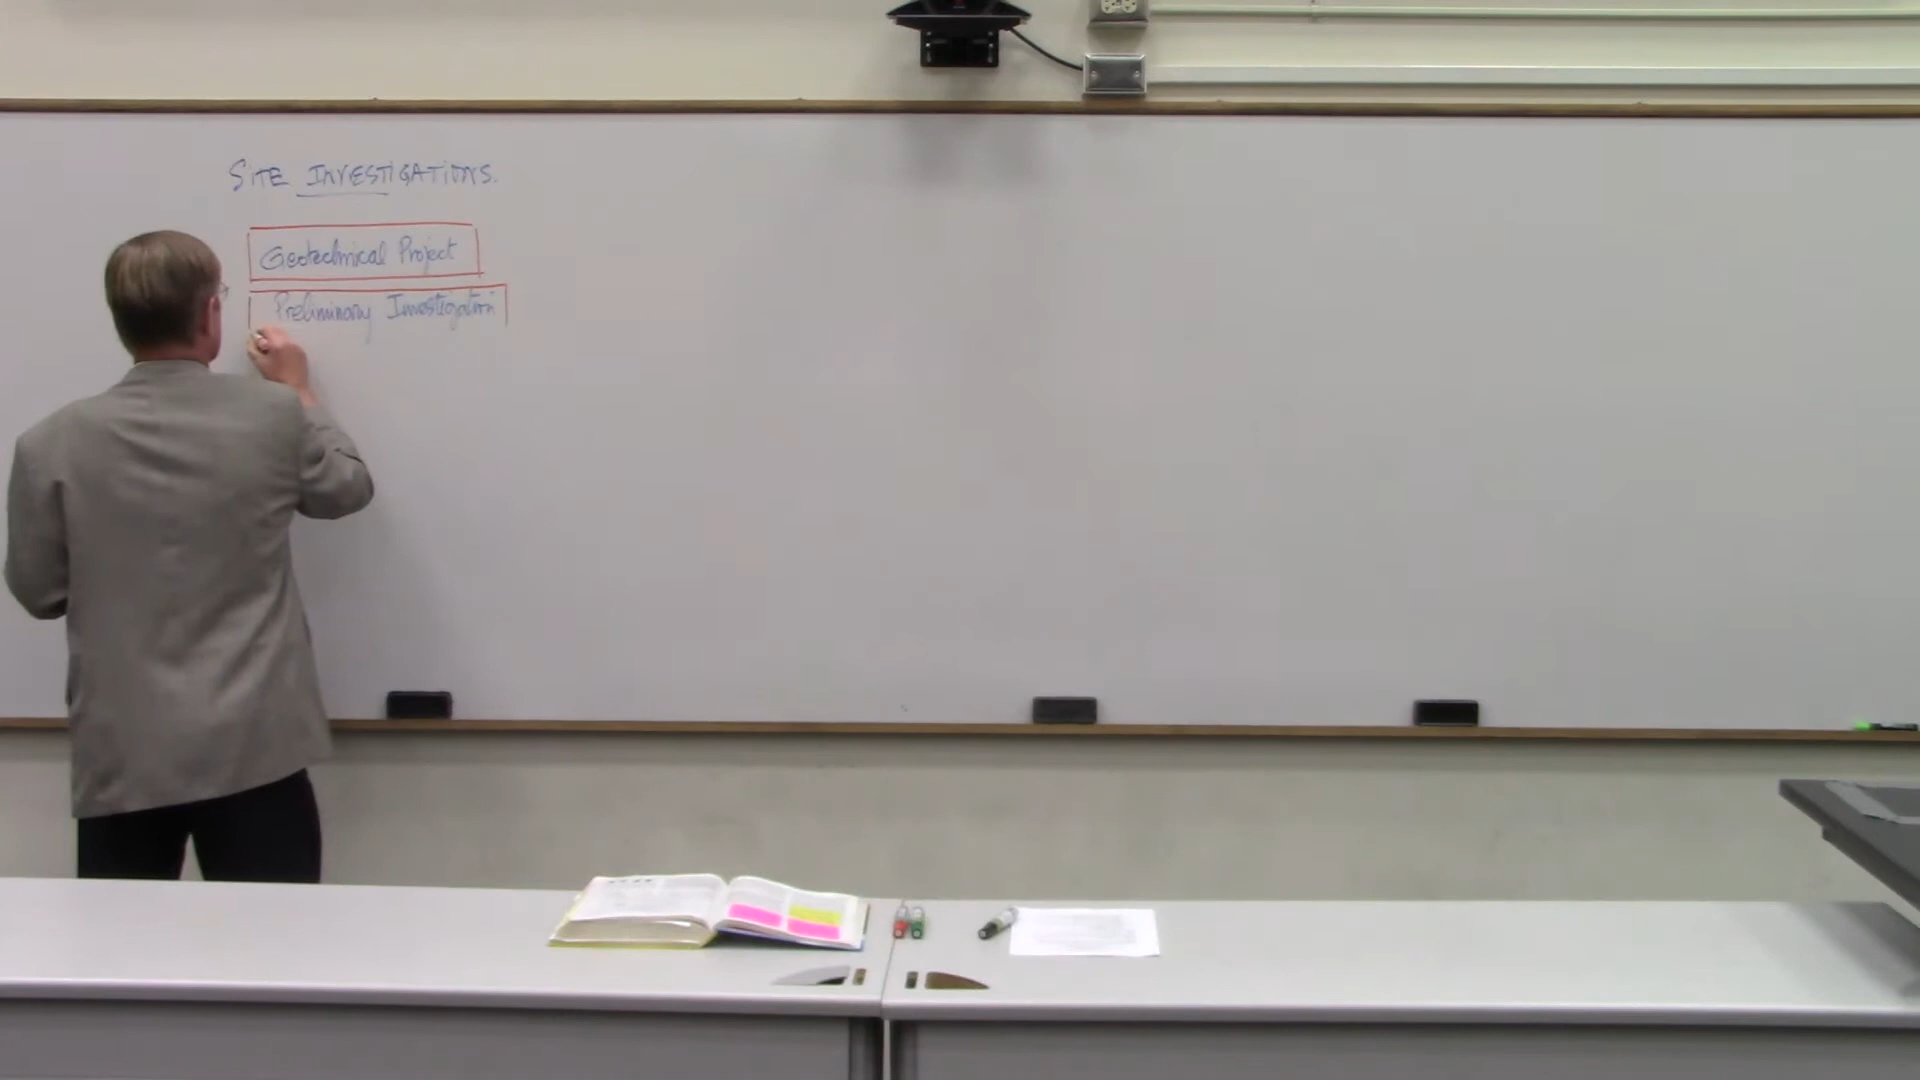 SITE INVESTIGATIONS.
Geotechnical Project
Preliminary Investigation